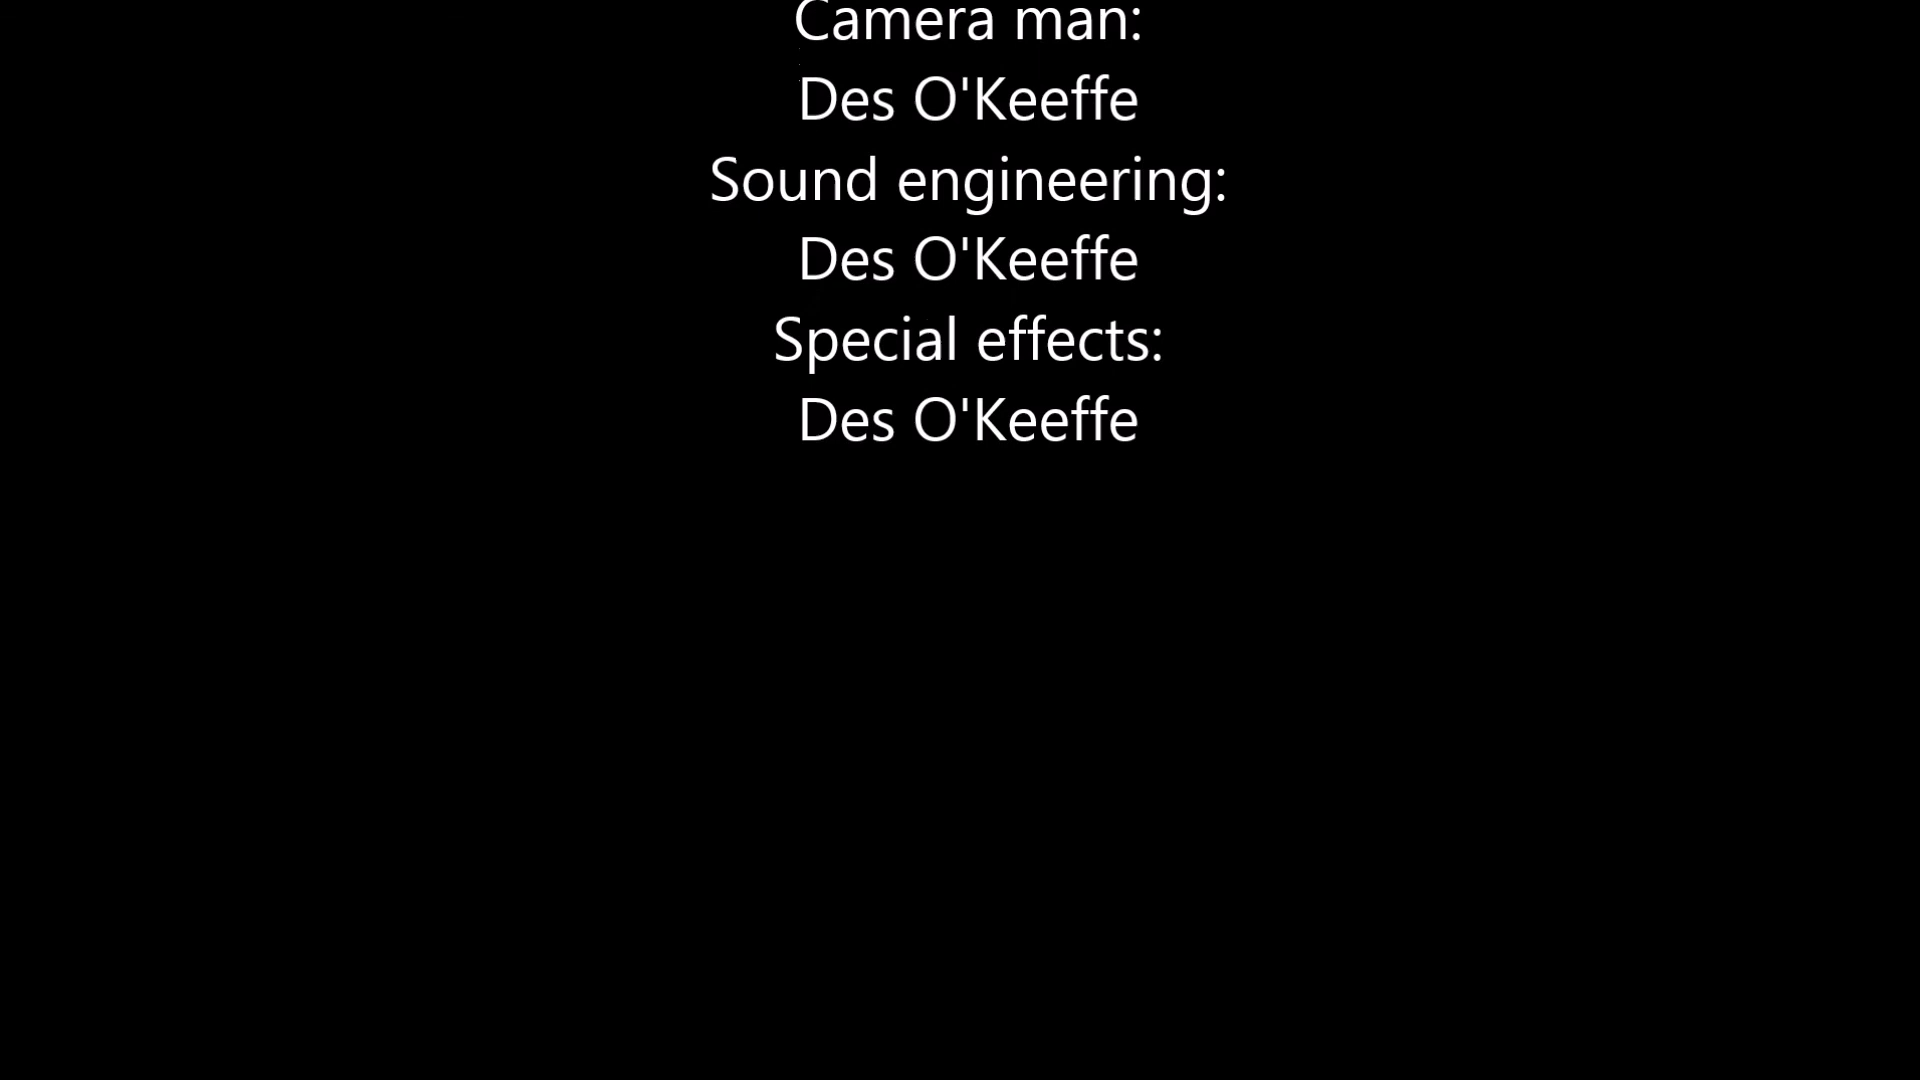 Camera man:
Des O'Keeffe
Sound engineering:
Des O'Keeffe
Special effects:
Des O'Keeffe